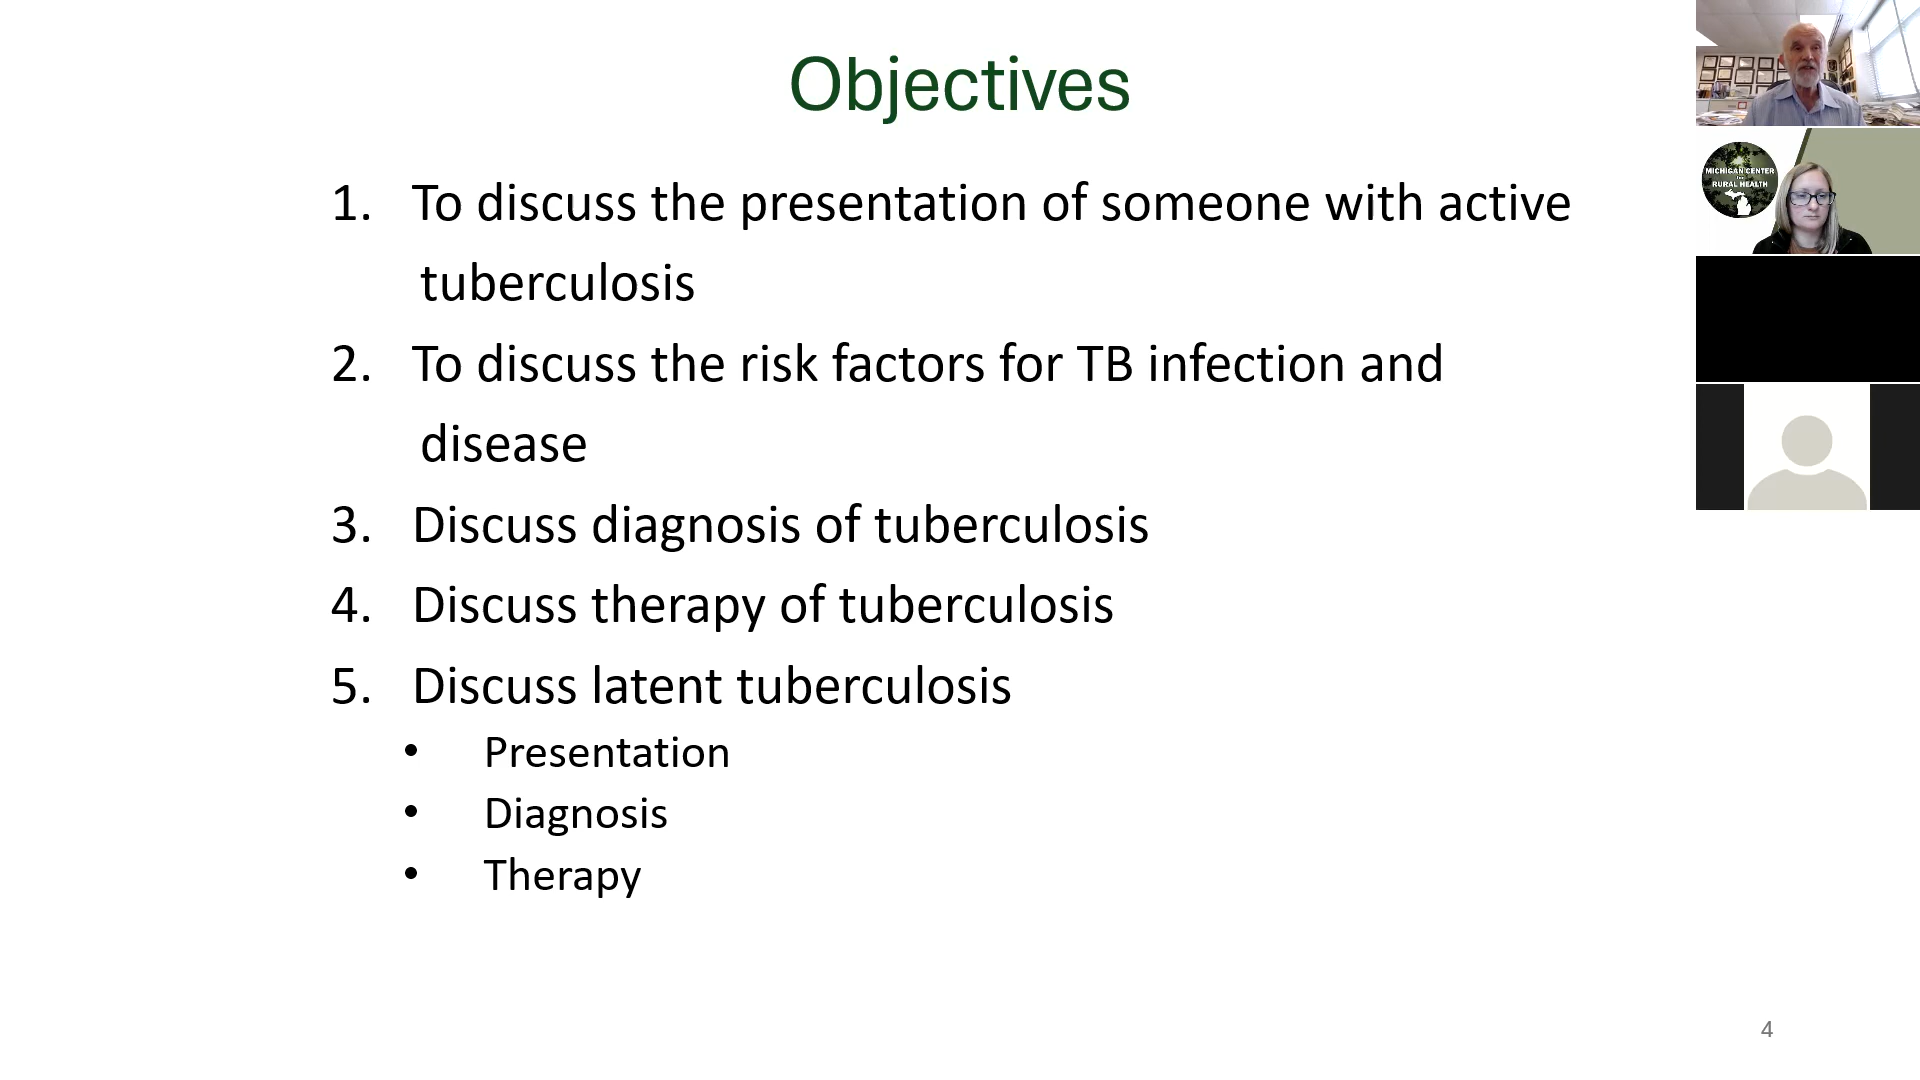 Objectives
1. To discuss the presentation of someone with active
tuberculosis
2. To discuss the risk factors for TB infection and
disease
3. Discuss diagnosis of tuberculosis
4. Discuss therapy of tuberculosis
5. Discuss latent tuberculosis
• Presentation
• Diagnosis
• Therapy
MICHIGAN CENTER
for
RURAL HEALTH
4